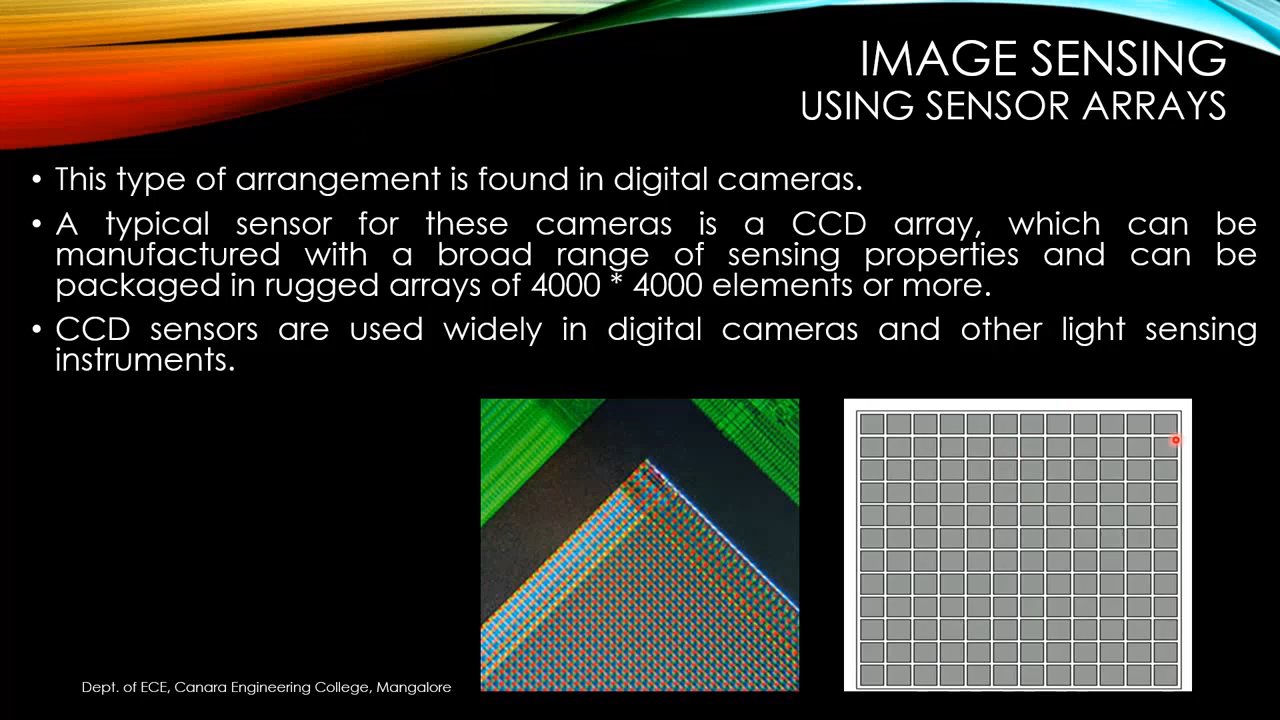 IMAGE SENSING
USING SENSOR ARRAYS
• This type of arrangement is found in digital cameras.
• A typical sensor for these cameras is a CCD array, which can be
manufactured with a broad range of sensing properties and can be
packaged in rugged arrays of 4000 * 4000 elements or more.
• CCD sensors are used widely in digital cameras and other light sensing
instruments.
Dept. of ECE, Canara Engineering College, Mangalore